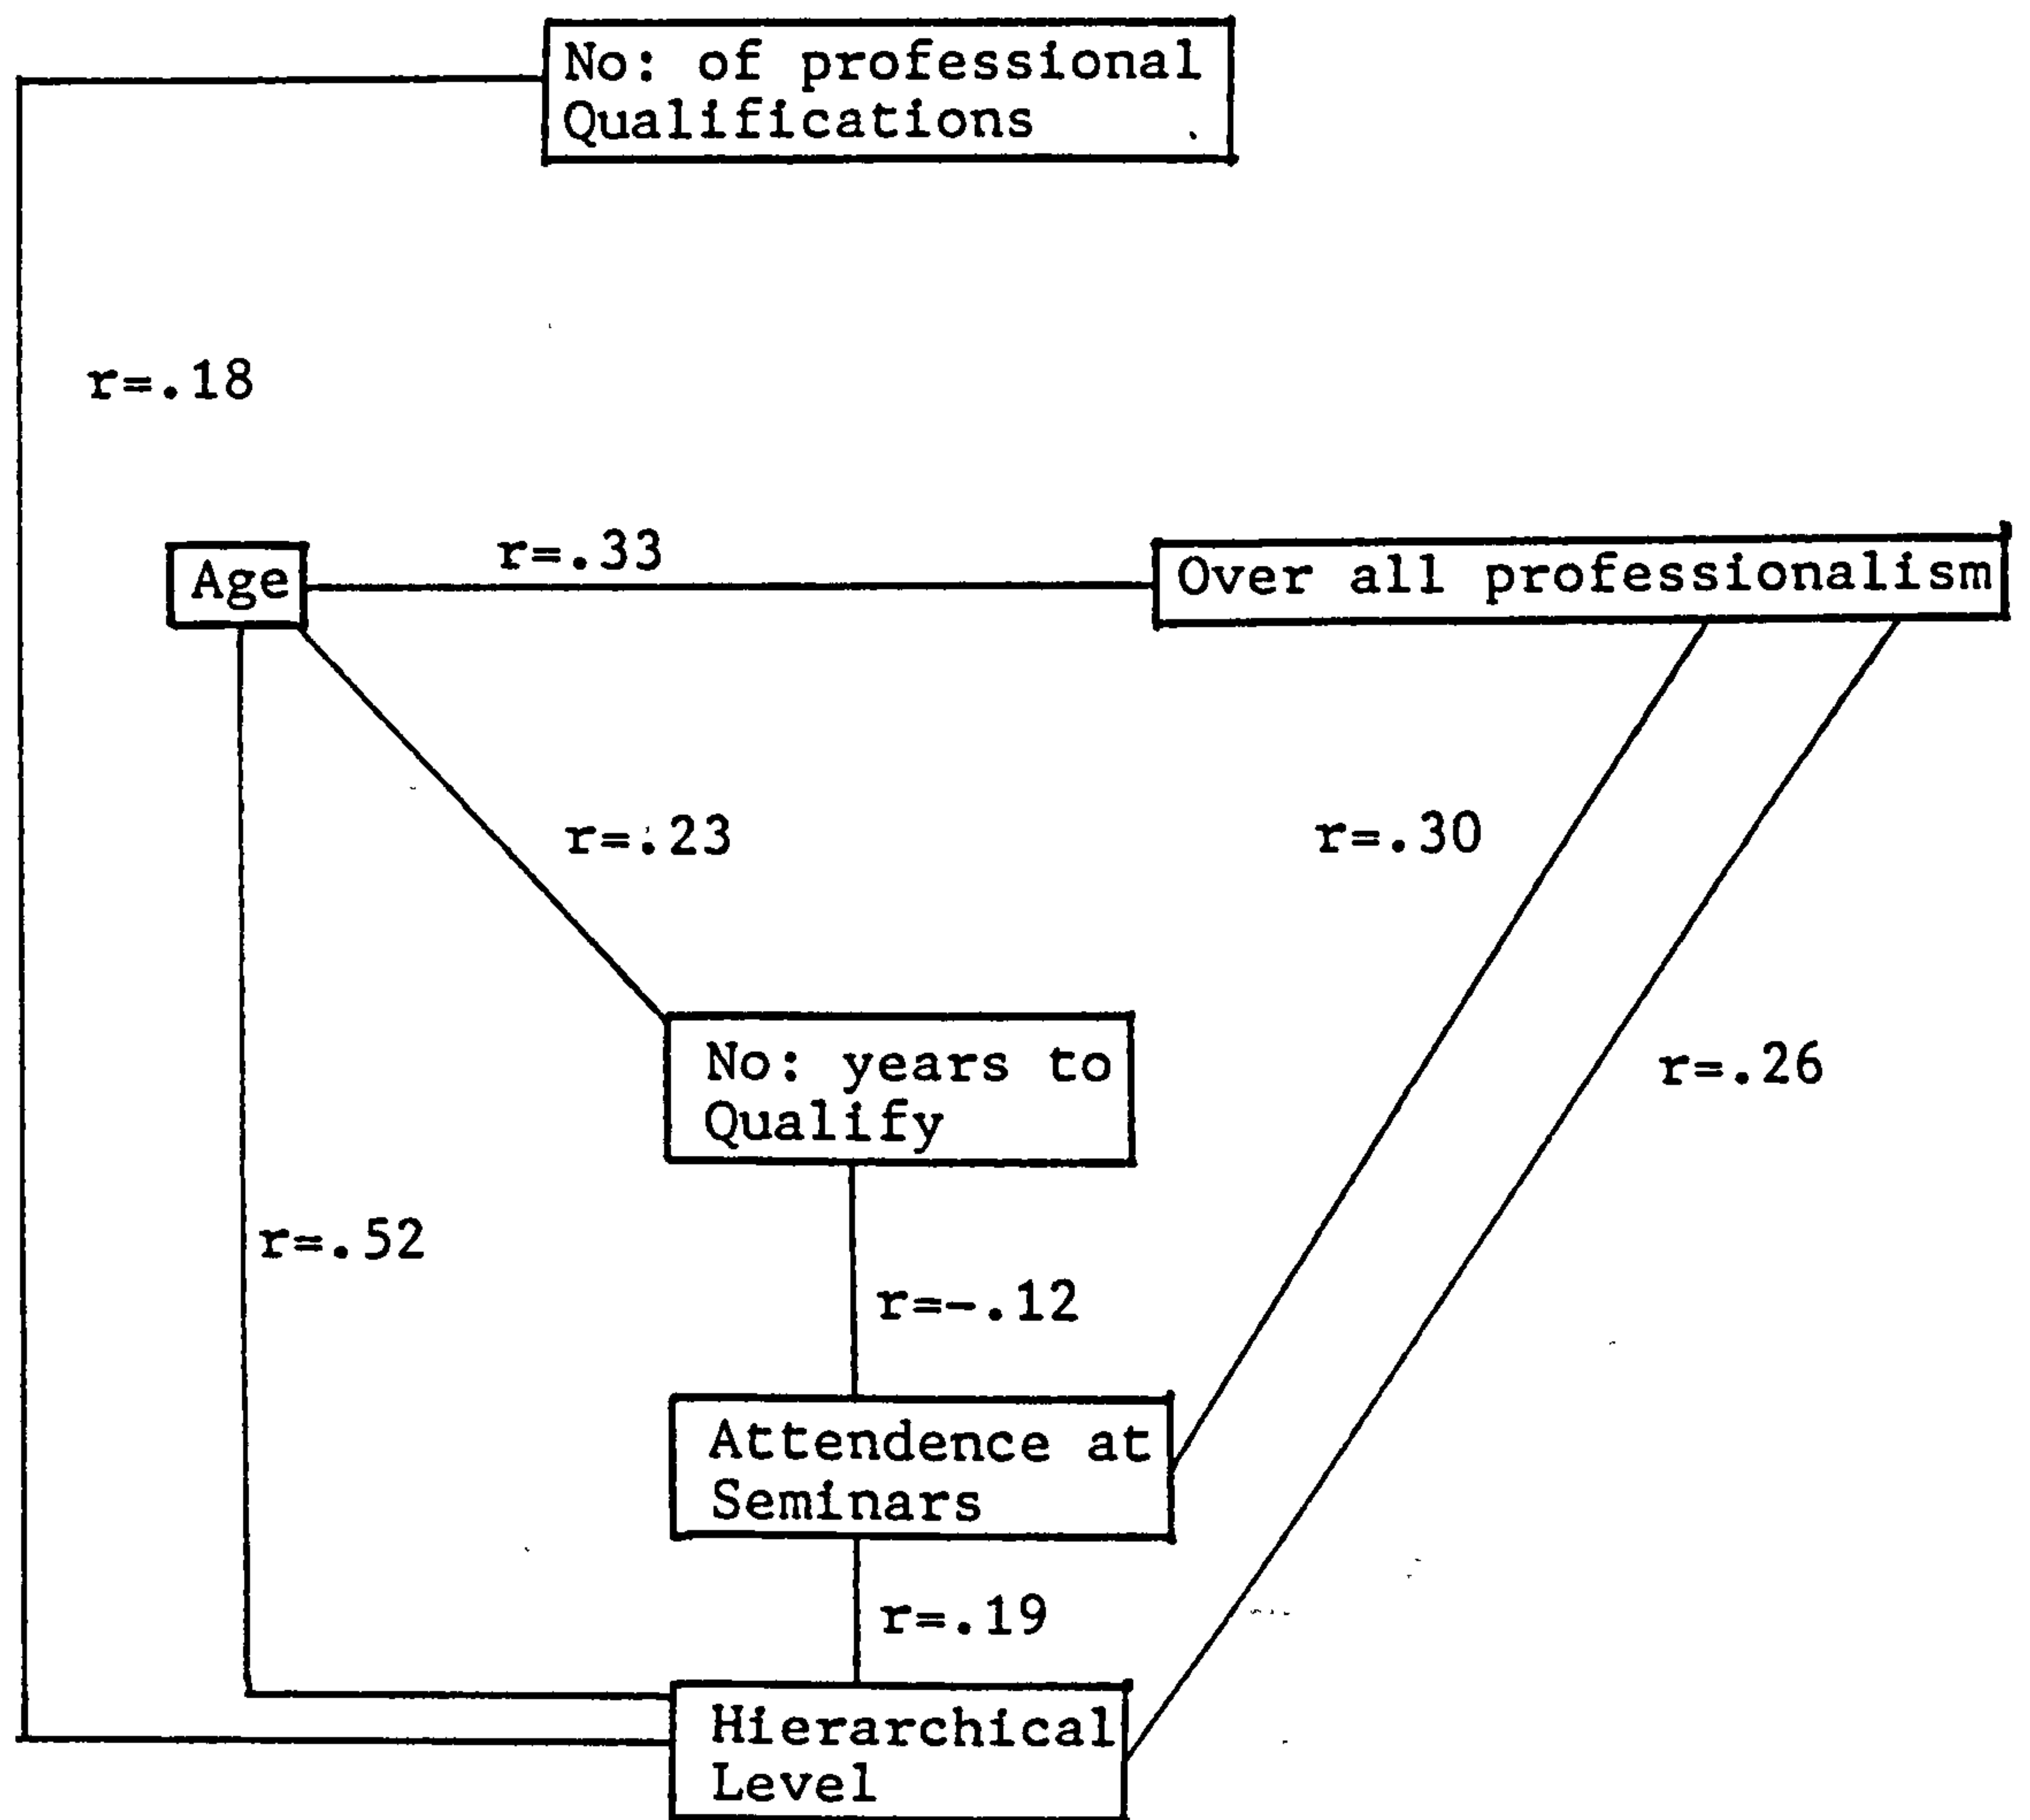 No: of professional
Qualifications
r=.18
r=.33
Age
Over all professionalism
r=.23
r=.30
No: years to
Qualify
r=.26
r=.52
r=-.12
Attendence at
Seminars
r=.19
Hierarchical
Level